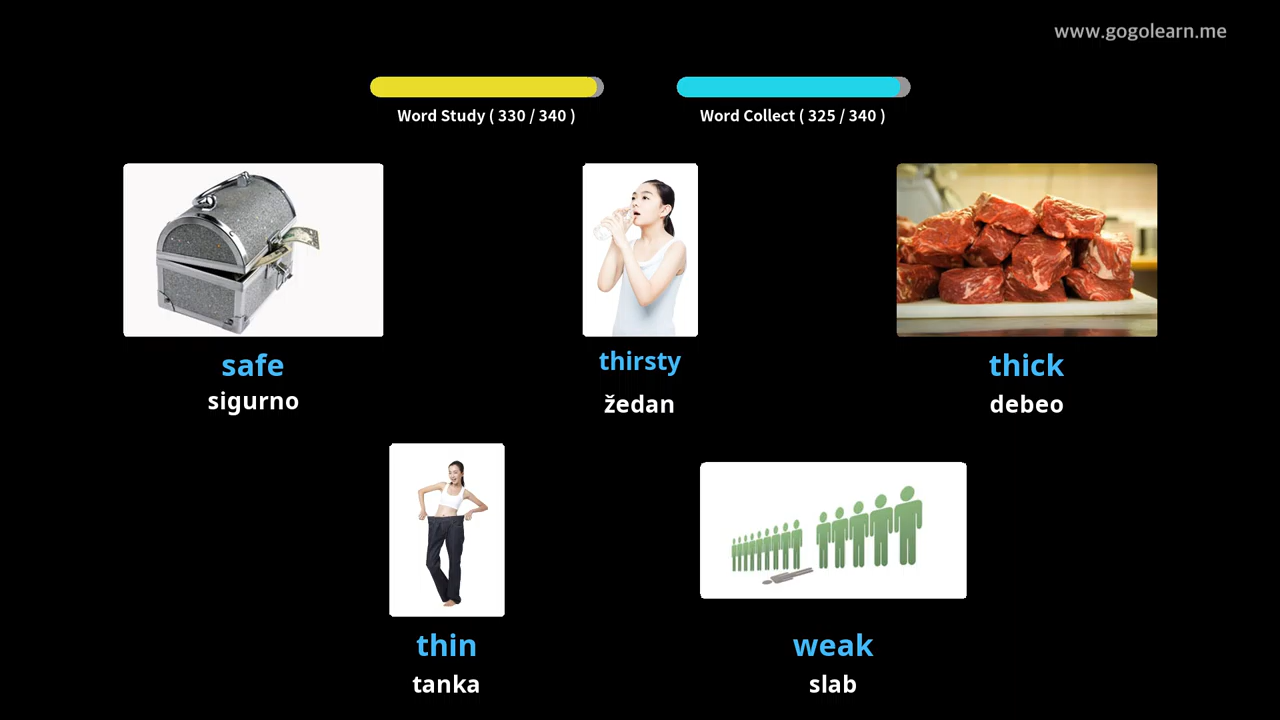 www.gogolearn.me
Word Study ( 330 / 340 )
Word Collect ( 325 / 340 )
safe
sigurno
thirsty
žedan
thick
debeo
thin
tanka
weak
slab